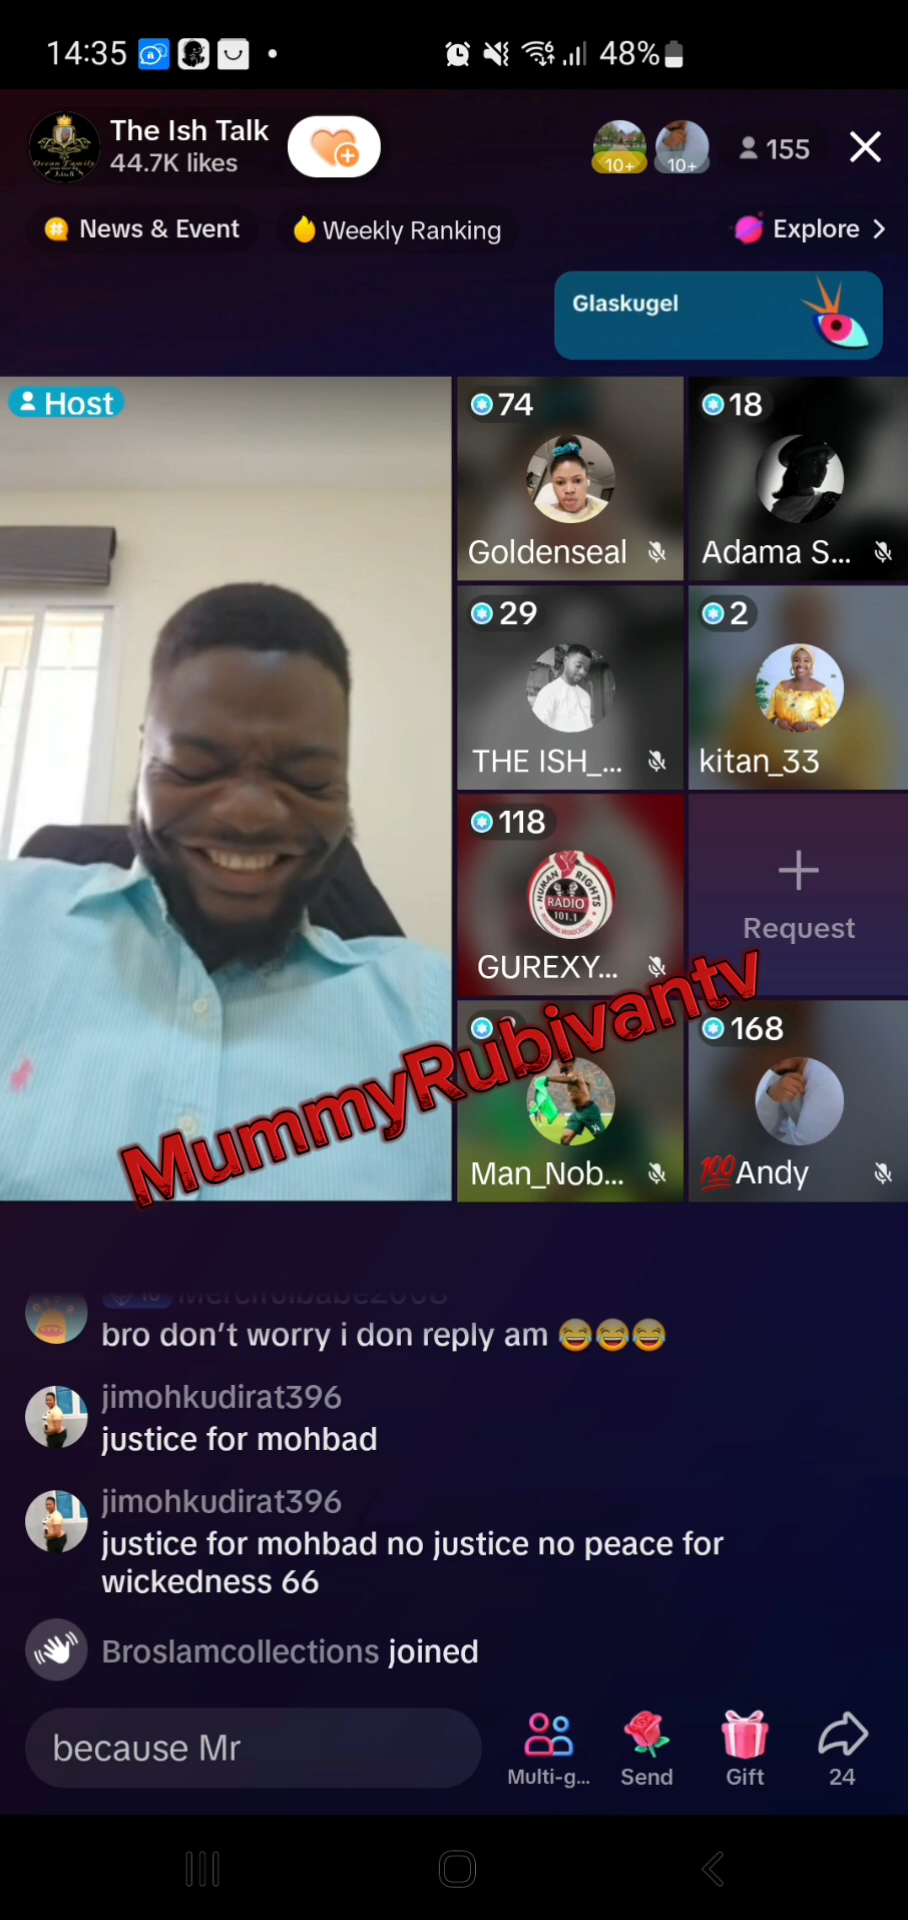 14:35
48%
The Ish Talk
44.7K likes
10+
10+
155
News & Event
Weekly Ranking
Explore >
Glaskugel
Host
74
Goldenseal
18
Adama S...
29
THE ISH_...
2
kitan_33
118
HUMAN RIGHTS
RADIO
101.1
GUREXY...
+
Request
MummyRubivantv
Man_Nob...
168
💯Andy
Mercifulbabe2008
bro don't worry i don reply am 😂😂😂
jimohkudirat396
justice for mohbad
jimohkudirat396
justice for mohbad no justice no peace for
wickedness 66
Broslamcollections joined
because Mr
Multi-g...
Send
Gift
24